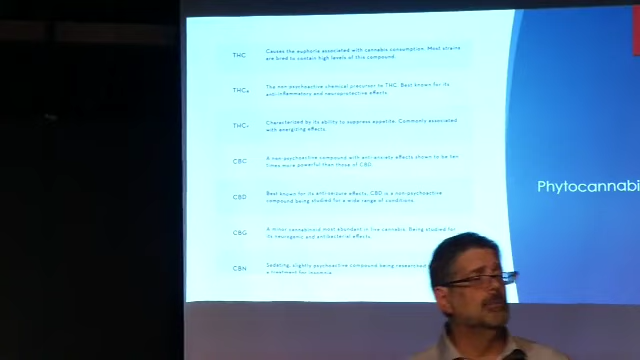 THC
Causes the euphoria associated with cannabis consumption. Most strains
are bred to contain high levels of this compound.
THCa
The non psychoactive chemical precursor to THC. Best known for its
anti-inflammatory and neuroprotective effects.
THCv
Characterized by its ability to suppress appetite. Commonly associated
with energizing effects.
CBC
A non-psychoactive compound with anti-anxiety effects shown to be ten
times more powerful than those of CBD.
CBD
Best known for its anti-seizure effects, CBD is a non-psychoactive
compound being studied for a wide range of conditions.
CBG
A minor cannabinoid most abundant in live cannabis. Being studied for
its neurogenic and antibacterial effects.
CBN
Sedating, slightly psychoactive compound being researched
a treatment for insomnia.
Phytocannabi